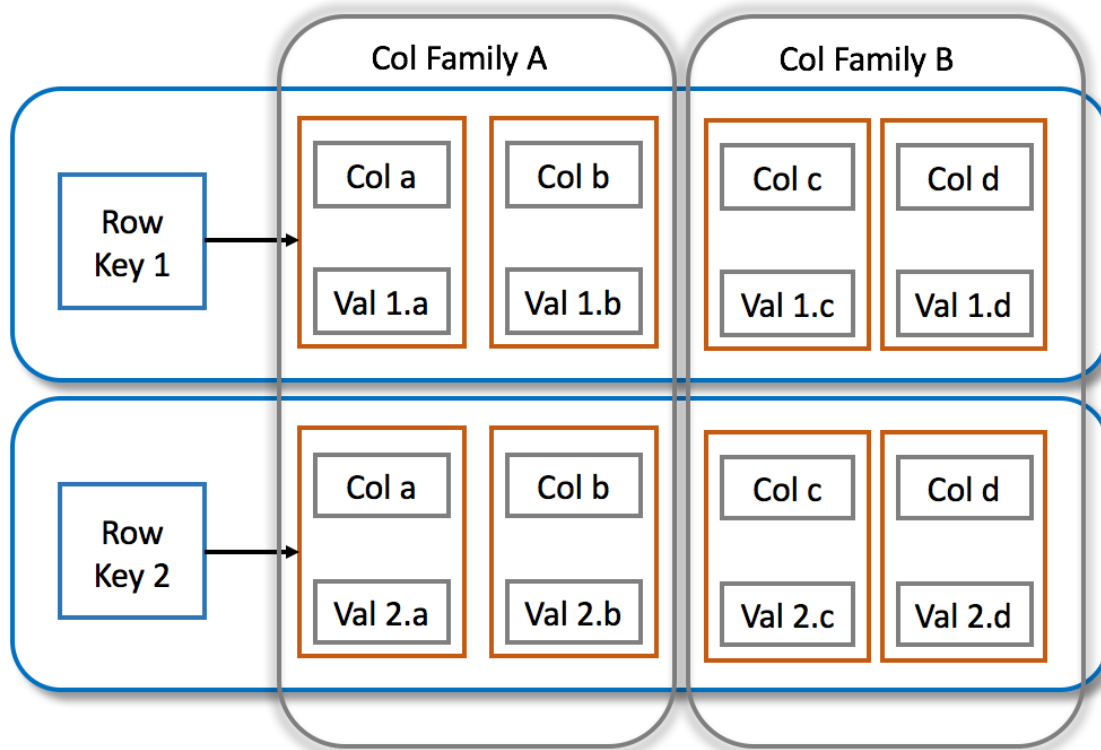 Col Family A
Col Family B
Row
Key 1
Col a
Col b
Col c
Col d
Val 1.a
Val 1.b
Val 1.c
Val 1.d
Row
Key 2
Col a
Col b
Col c
Col d
Val 2.a
Val 2.b
Val 2.c
Val 2.d